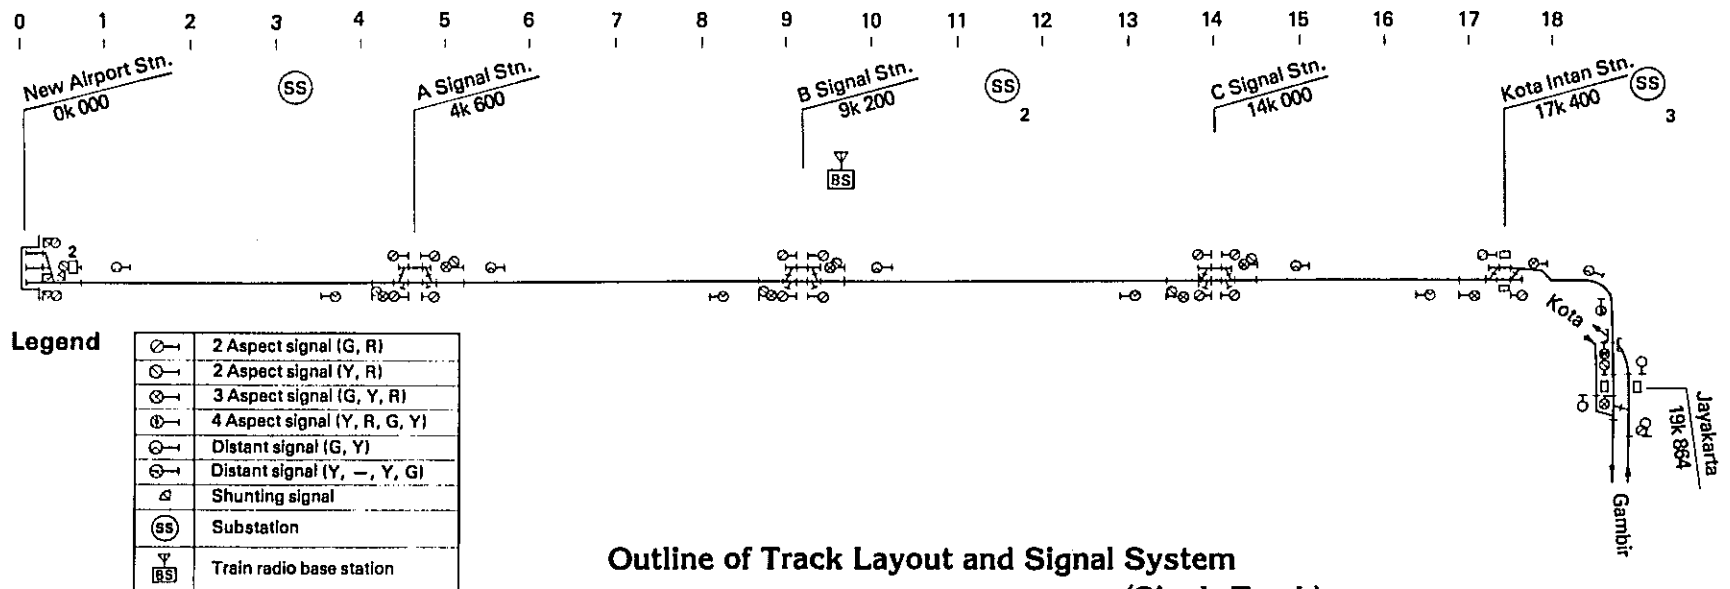 0 1 2 3 4 5 6 7 8 9 10 11 12 13 14 15 16 17 18
New Airport Stn.
0k 000
SS
A Signal Stn.
4k 600
B Signal Stn.
9k 200
SS
2
C Signal Stn.
14k 000
Kota Intan Stn.
17k 400
SS
3
BS
2
Kota
Jayakarta
19k 864
Gambir
Legend
2 Aspect signal (G, R)
2 Aspect signal (Y, R)
3 Aspect signal (G, Y, R)
4 Aspect signal (Y, R, G, Y)
Distant signal (G, Y)
Distant signal (Y, —, Y, G)
Shunting signal
SS Substation
BS Train radio base station
Outline of Track Layout and Signal System
(Single Track)